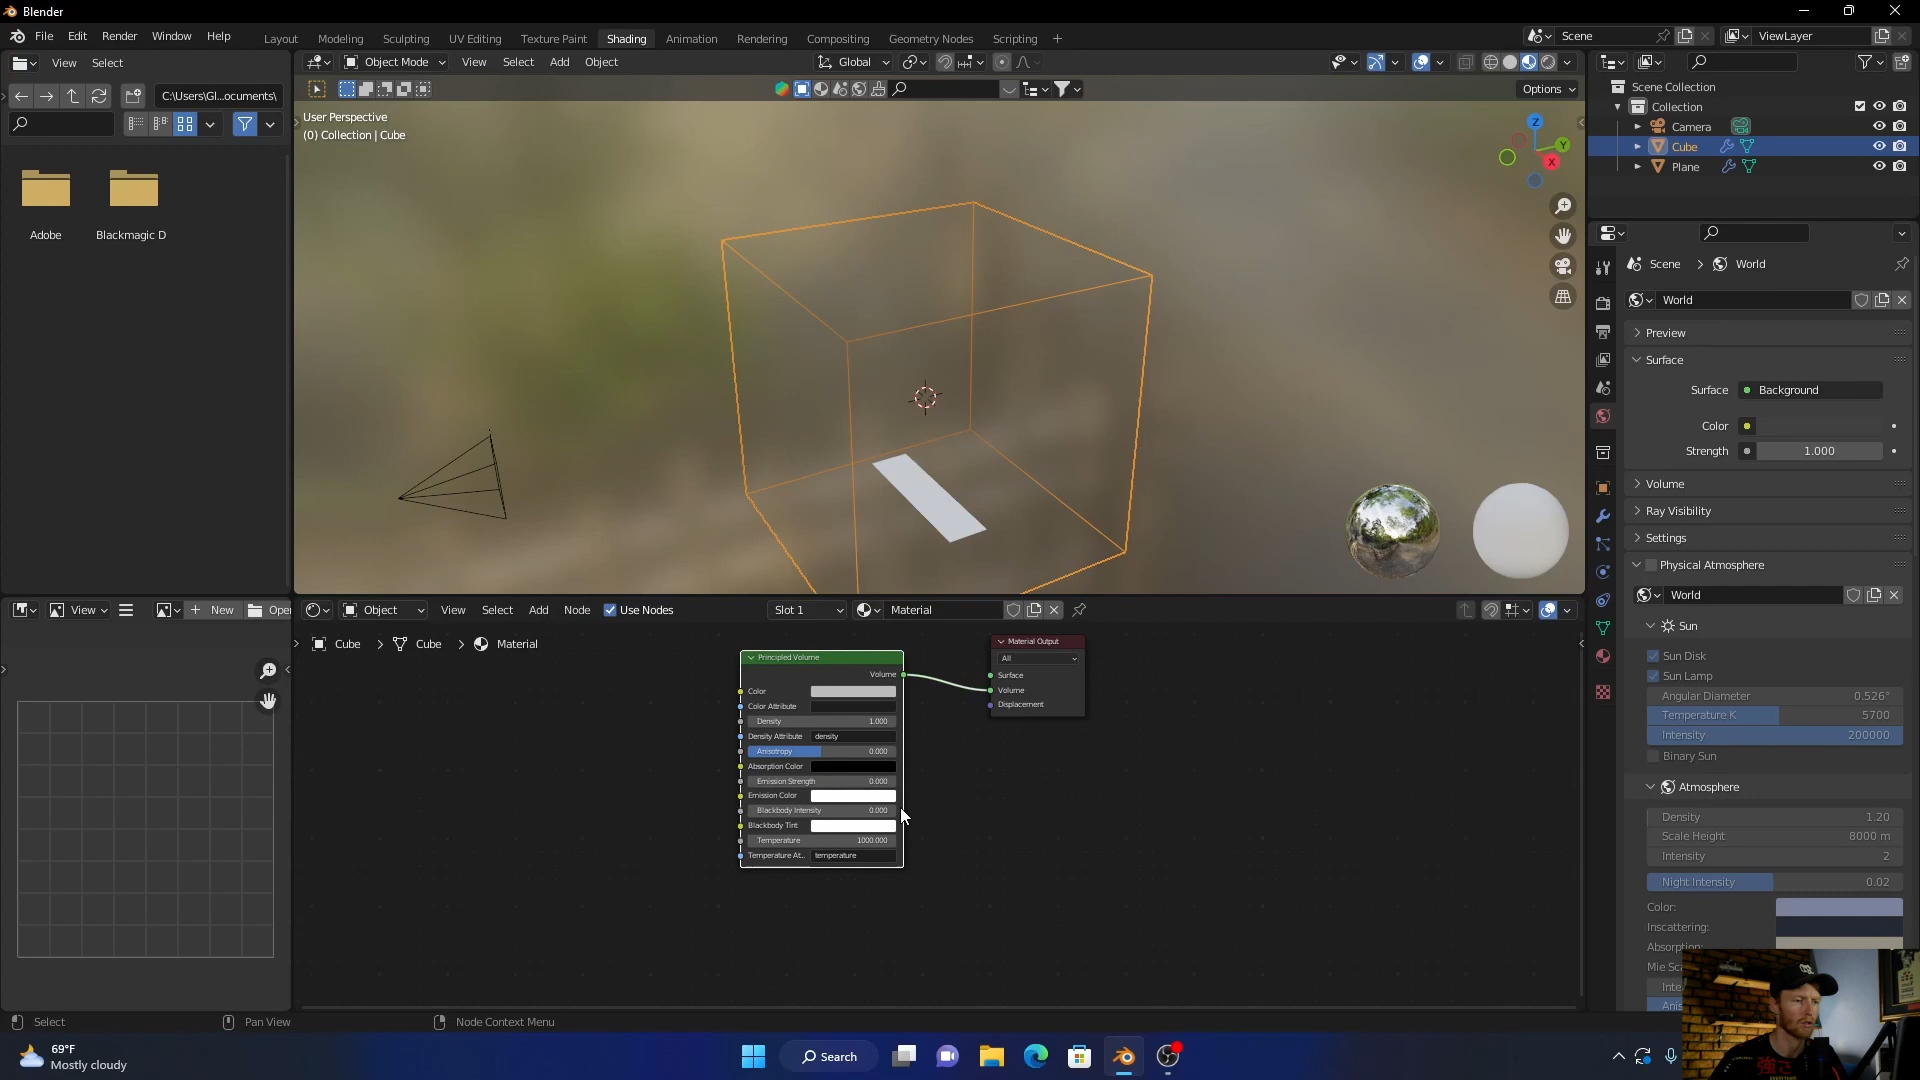 Blender
File Edit Render Window Help
Layout Modeling Sculpting UV Editing Texture Paint Shading Animation Rendering Compositing Geometry Nodes Scripting +
Scene
ViewLayer
View Select
Object Mode View Select Add Object
Global
C:\Users\Gl...ocuments\
Options
User Perspective
(0) Collection | Cube
Adobe
Blackmagic D
Z
Y
X
Scene Collection
Collection
Camera
Cube
Plane
Scene > World
World
Preview
Surface
Surface Background
Color
Strength 1.000
Volume
Ray Visibility
Settings
Physical Atmosphere
World
Sun
Sun Disk
Sun Lamp
Angular Diameter 0.526°
Temperature K 5700
Intensity 200000
Binary Sun
Atmosphere
Density 1.20
Scale Height 8000 m
Intensity 2
Night Intensity 0.02
Color:
Inscattering:
Absorption:
Mie Sc
Inte
Anis
View + New Open
Object View Select Add Node Use Nodes Slot 1 Material
Cube > Cube > Material
Principled Volume
Volume
Color
Color Attribute
Density 1.000
Density Attribute density
Anisotropy 0.000
Absorption Color
Emission Strength 0.000
Emission Color
Blackbody Intensity 0.000
Blackbody Tint
Temperature 1000.000
Temperature At.. temperature
Material Output
All
Surface
Volume
Displacement
Select Pan View Node Context Menu
69°F
Mostly cloudy
Search